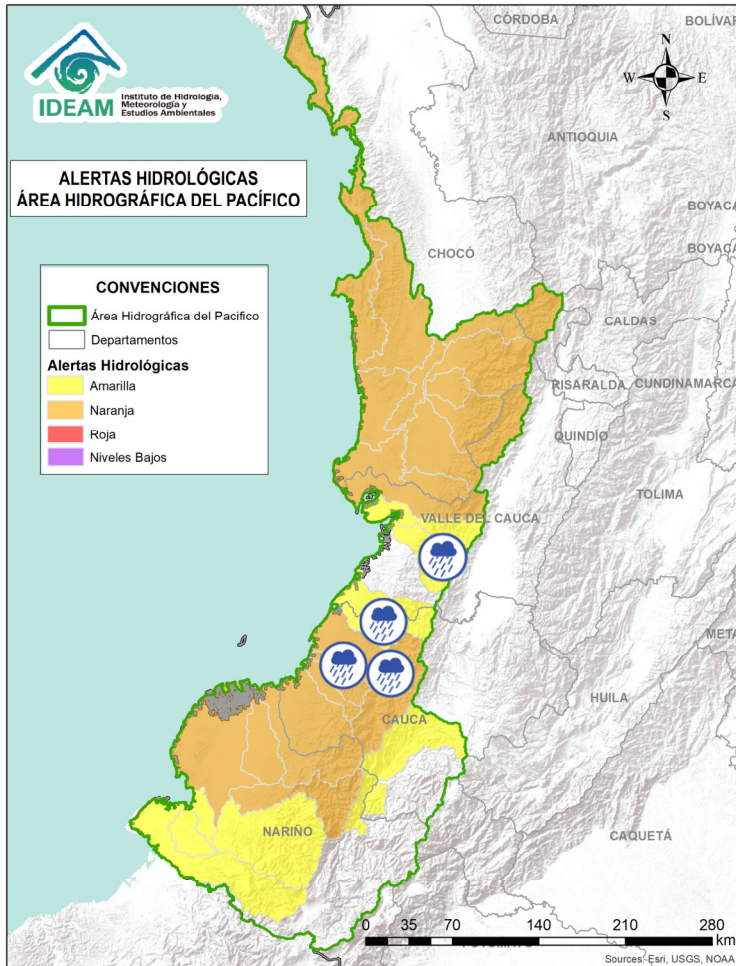 IDEAM
Instituto de Hidrología,
Meteorología y
Estudios Ambientales
ALERTAS HIDROLÓGICAS
ÁREA HIDROGRÁFICA DEL PACÍFICO
CONVENCIONES
Área Hidrográfica del Pacifico
Departamentos
Alertas Hidrológicas
Amarilla
Naranja
Roja
Niveles Bajos
N
W
E
S
CÓRDOBA
BOLÍVAR
ANTIOQUIA
BOYACÁ
BOYACÁ
CHOCÓ
CALDAS
RISARALDA
CUNDINAMARCA
QUINDÍO
TOLIMA
VALLE DEL CAUCA
META
HUILA
CAUCA
NARIÑO
CAQUETÁ
0 35 70 140 210 280
km
Sources: Esri, USGS, NOAA